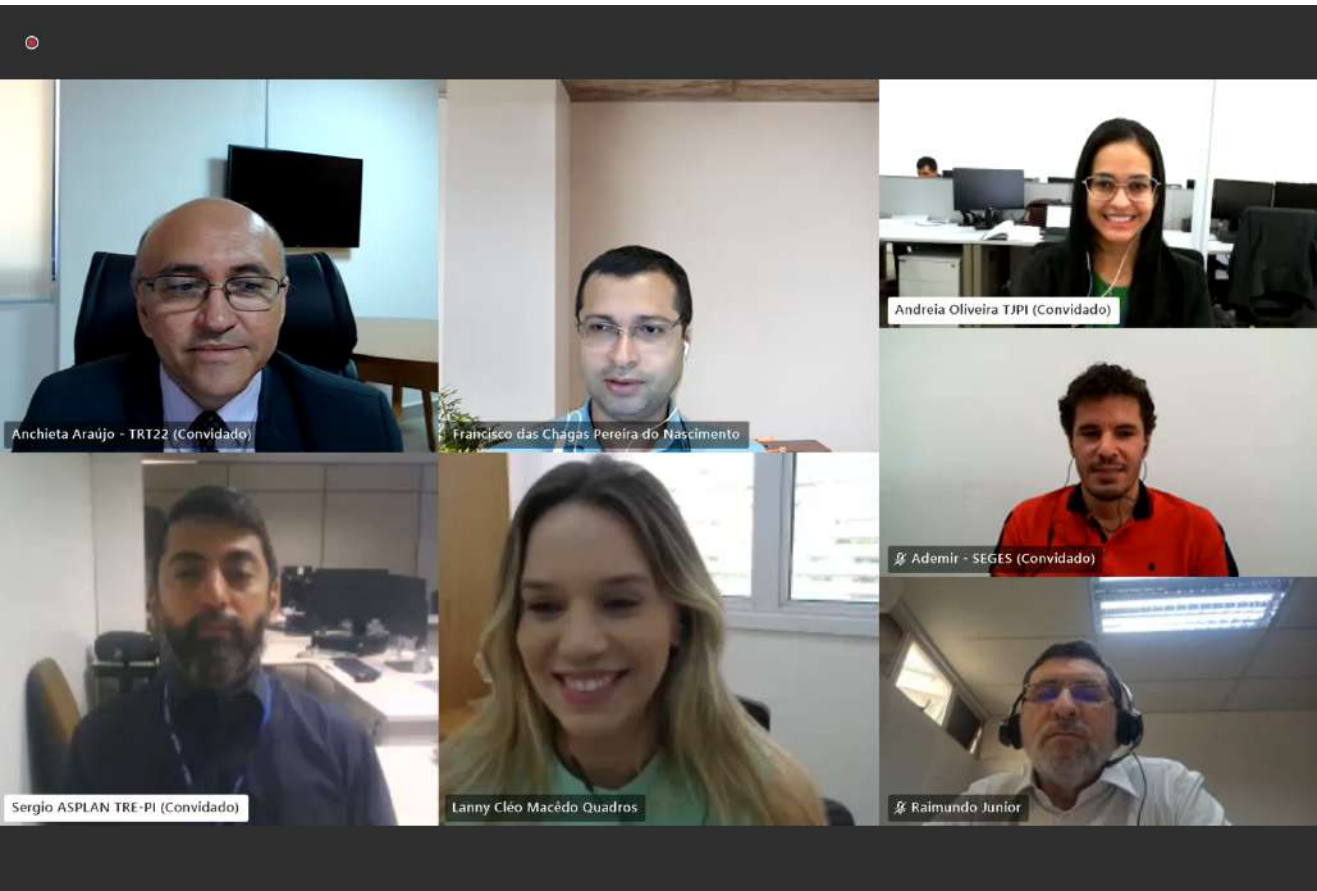 Anchieta Araújo - TRT22 (Convidado)
Francisco das Chagas Pereira do Nascimento
Andreia Oliveira TJPI (Convidado)
Ademir - SEGES (Convidado)
Sergio ASPLAN TRE-PI (Convidado)
Lanny Cléo Macêdo Quadros
Raimundo Junior